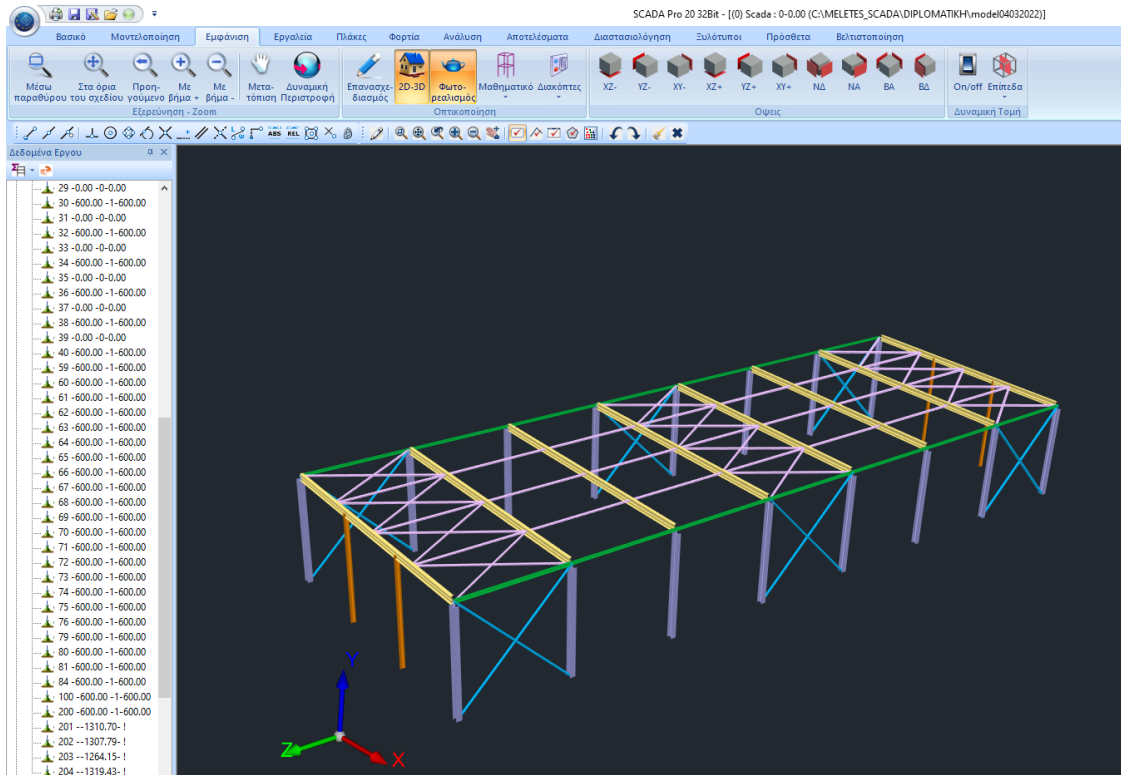 SCADA Pro 20 32Bit - [(0) Scada : 0-0.00 (C:\MELETES_SCADA\DIPLOMATIKH\model04032022)]
Βασικό Μοντελοποίηση Εμφάνιση Εργαλεία Πλάκες Φορτία Ανάλυση Αποτελέσματα Διαστασιολόγηση Ξυλότυποι Πρόσθετα Βελτιστοποίηση
Μέσω παραθύρου
Στα όρια του σχεδίου
Προη- γούμενο
Με βήμα +
Με βήμα -
Μετα- τόπιση
Δυναμική Περιστροφή
Επανασχε- διασμός
2D-3D
Φωτο- ρεαλισμός
Μαθηματικό
Διακόπτες
XZ-
YZ-
XY-
XZ+
YZ+
XY+
ΝΔ
ΝΑ
ΒΑ
ΒΔ
On/off
Επίπεδα
Εξερεύνηση - Zoom
Οπτικοποίηση
Οψεις
Δυναμική Τομή
ABS REL
Δεδομένα Εργου
29 -0.00 -0-0.00
30 -600.00 -1-600.00
31 -0.00 -0-0.00
32 -600.00 -1-600.00
33 -0.00 -0-0.00
34 -600.00 -1-600.00
35 -0.00 -0-0.00
36 -600.00 -1-600.00
37 -0.00 -0-0.00
38 -600.00 -1-600.00
39 -0.00 -0-0.00
40 -600.00 -1-600.00
59 -600.00 -1-600.00
60 -600.00 -1-600.00
61 -600.00 -1-600.00
62 -600.00 -1-600.00
63 -600.00 -1-600.00
64 -600.00 -1-600.00
65 -600.00 -1-600.00
66 -600.00 -1-600.00
67 -600.00 -1-600.00
68 -600.00 -1-600.00
69 -600.00 -1-600.00
70 -600.00 -1-600.00
71 -600.00 -1-600.00
72 -600.00 -1-600.00
73 -600.00 -1-600.00
74 -600.00 -1-600.00
75 -600.00 -1-600.00
76 -600.00 -1-600.00
79 -600.00 -1-600.00
80 -600.00 -1-600.00
81 -600.00 -1-600.00
84 -600.00 -1-600.00
100 -600.00 -1-600.00
200 -600.00 -1-600.00
201 --1310.70- !
202 --1307.79- !
203 --1264.15- !
204 --1319.43- !
Y
Z
X